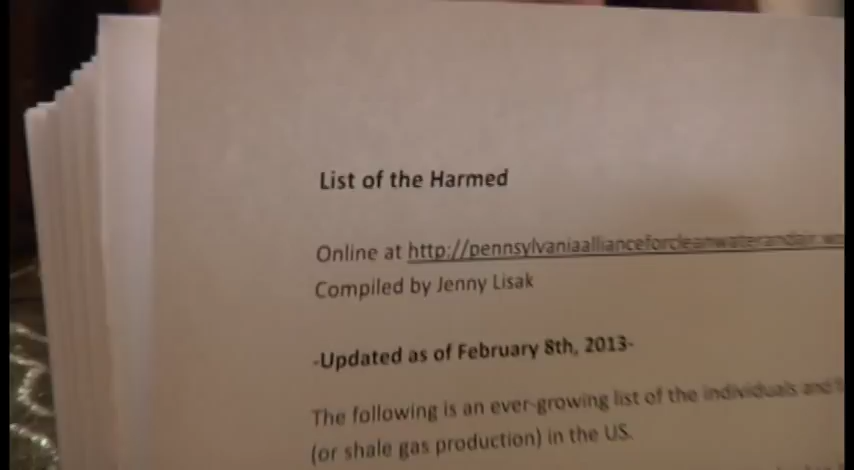 List of the Harmed
Online at http://pennsylvaniaallianceforcleanwaterandair.wo
Compiled by Jenny Lisak
-Updated as of February 8th, 2013-
The following is an ever-growing list of the individuals and
(or shale gas production) in the US.